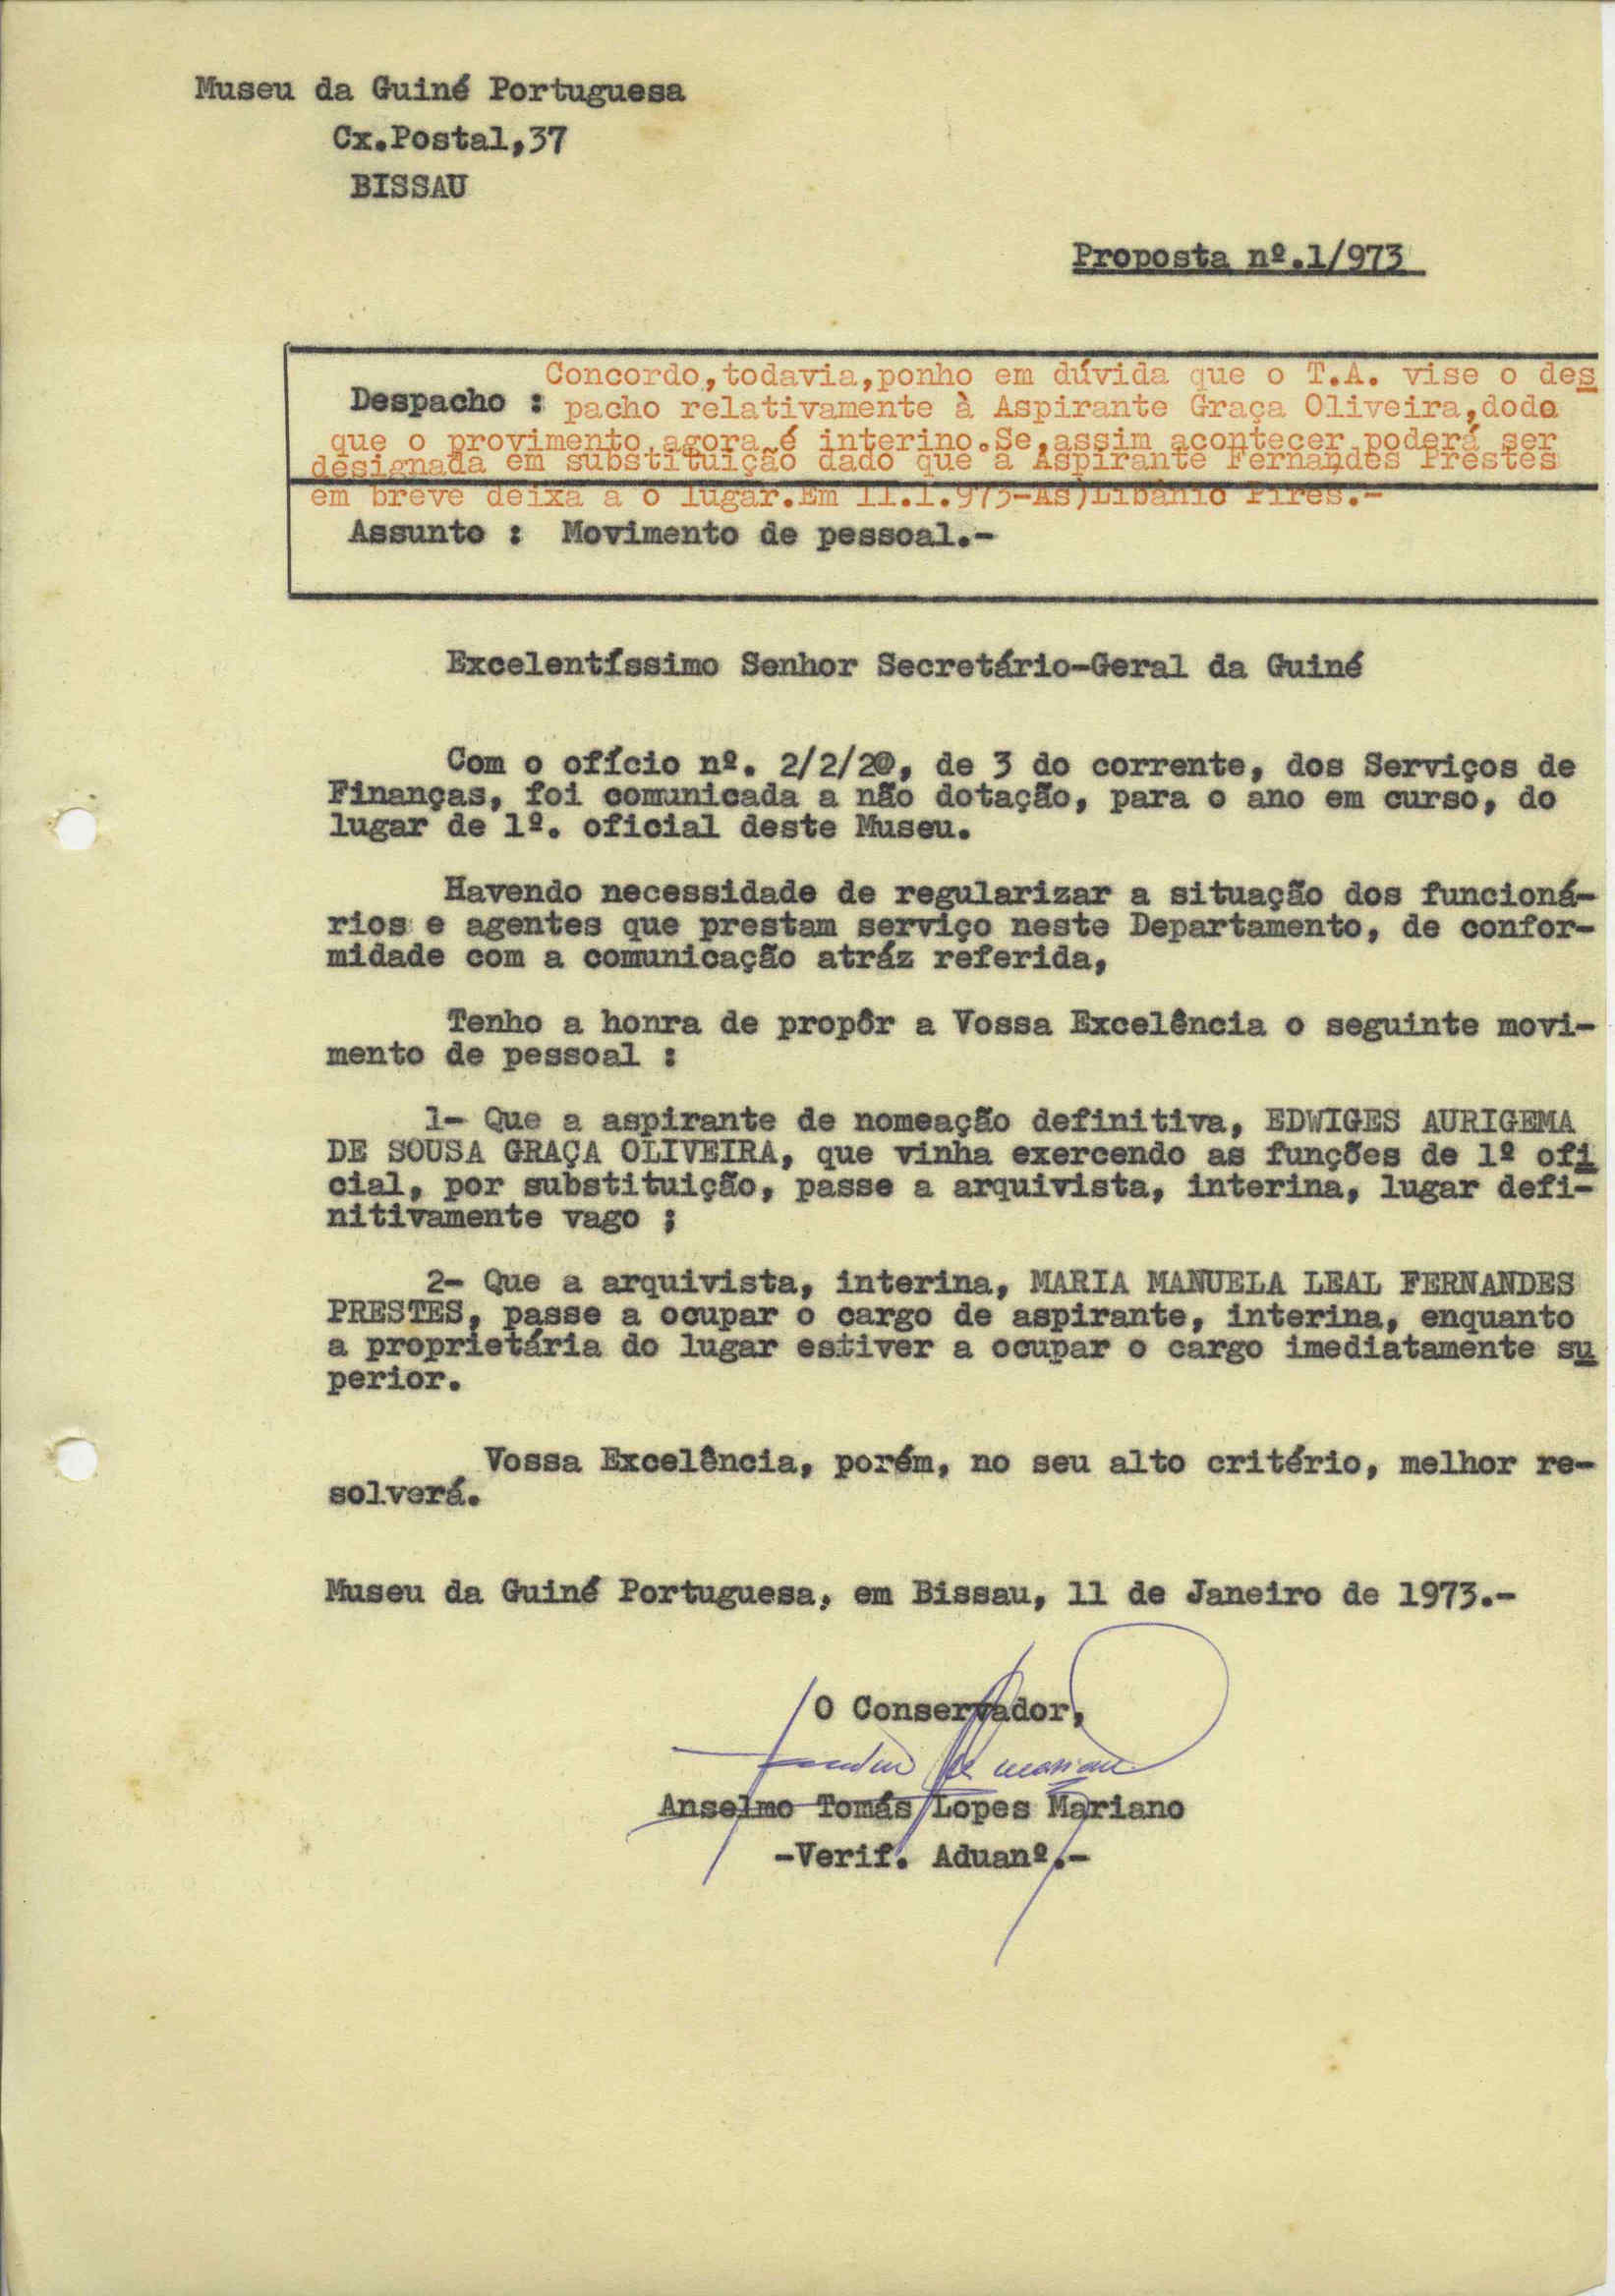 Museu da Guiné Portuguesa
Cx.Postal,37
BISSAU
Proposta nº.1/973
Concordo,todavia,ponho em dúvida que o T.A. vise o des
Despacho : pacho relativamente à Aspirante Graça Oliveira,dodo
que o provimento agora é interino.Se,assim acontecer poderá ser
designada em substituição dado que a Aspirante Fernandes Prestes
em breve deixa a o lugar.Em 11.1.973-As)Libânio Pires.-
Assunto : Movimento de pessoal.-
Excelentíssimo Senhor Secretário-Geral da Guiné
Com o ofício nº. 2/2/20, de 3 do corrente, dos Serviços de
Finanças, foi comunicada a não dotação, para o ano em curso, do
lugar de 1º. oficial deste Museu.
Havendo necessidade de regularizar a situação dos funcioná-
rios e agentes que prestam serviço neste Departamento, de confor-
midade com a comunicação atráz referida,
Tenho a honra de propôr a Vossa Excelência o seguinte movi-
mento de pessoal :
1- Que a aspirante de nomeação definitiva, EDWIGES AURIGEMA
DE SOUSA GRAÇA OLIVEIRA, que vinha exercendo as funções de 1º ofi
cial, por substituição, passe a arquivista, interina, lugar defi-
nitivamente vago ;
2- Que a arquivista, interina, MARIA MANUELA LEAL FERNANDES
PRESTES, passe a ocupar o cargo de aspirante, interina, enquanto
a proprietária do lugar estiver a ocupar o cargo imediatamente su
perior.
Vossa Excelência, porém, no seu alto critério, melhor re-
solverá.
Museu da Guiné Portuguesa, em Bissau, 11 de Janeiro de 1973.-
O Conservador,
Anselmo Tomás Lopes Mariano
-Verif. Aduanº.-